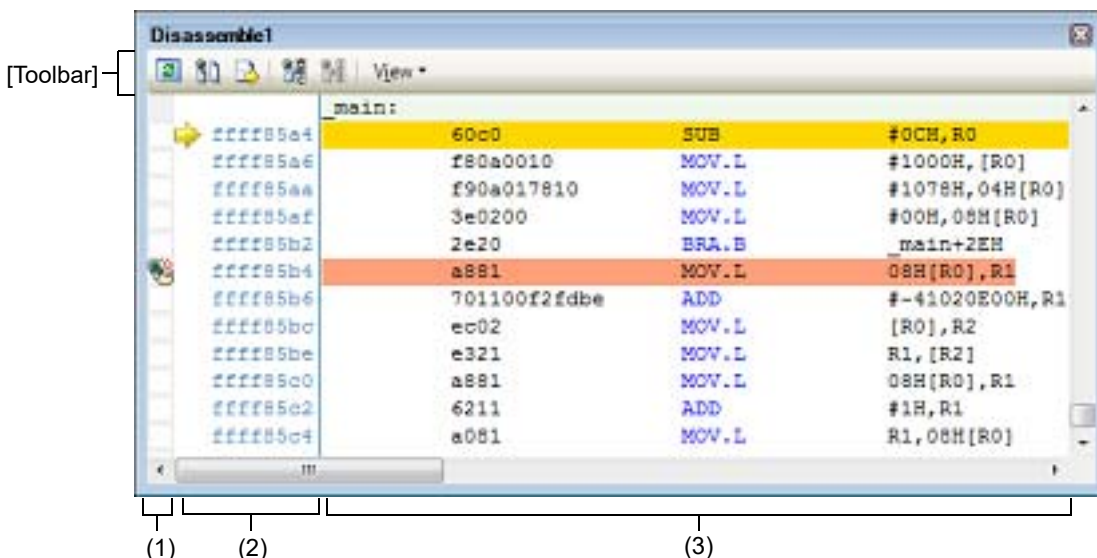 Disassemble1
[Toolbar]
View
_main:
ffff85a4 60c0 SUB #0CH,R0
ffff85a6 f80a0010 MOV.L #1000H,[R0]
ffff85aa f90a017810 MOV.L #1078H,04H[R0]
ffff85af 3e0200 MOV.L #00H,08H[R0]
ffff85b2 2e20 BRA.B _main+2EH
ffff85b4 a881 MOV.L 08H[R0],R1
ffff85b6 701100f2fdbe ADD #-41020E00H,R1
ffff85bc ec02 MOV.L [R0],R2
ffff85be e321 MOV.L R1,[R2]
ffff85c0 a881 MOV.L 08H[R0],R1
ffff85c2 6211 ADD #1H,R1
ffff85c4 a081 MOV.L R1,08H[R0]
(1) (2) (3)